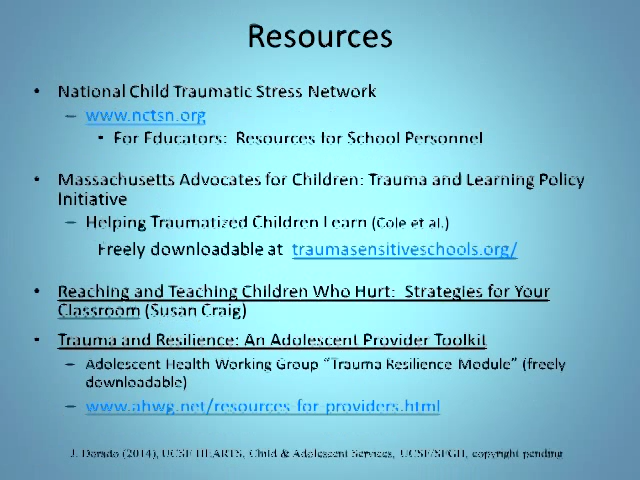 Resources
• National Child Traumatic Stress Network
– www.nctsn.org
• For Educators: Resources for School Personnel
• Massachusetts Advocates for Children: Trauma and Learning Policy
Initiative
– Helping Traumatized Children Learn (Cole et al.)
Freely downloadable at traumasensitiveschools.org/
• Reaching and Teaching Children Who Hurt: Strategies for Your
Classroom (Susan Craig)
• Trauma and Resilience: An Adolescent Provider Toolkit
– Adolescent Health Working Group “Trauma Resilience Module” (freely
downloadable)
– www.ahwg.net/resources-for-providers.html
J. Dorado (2014), UCSF HEARTS, Child & Adolescent Services, UCSF/SFGH, copyright pending